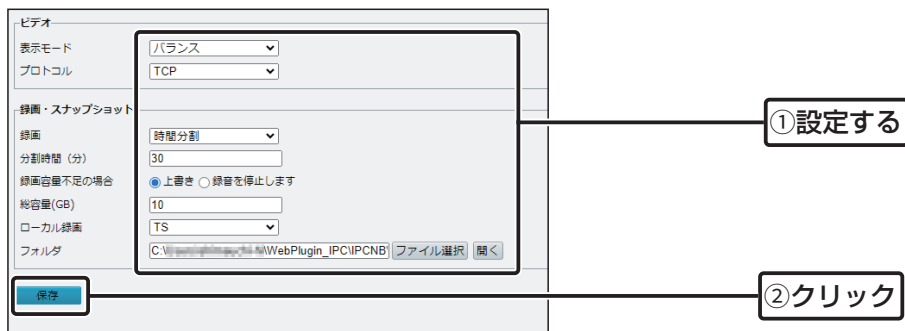 ビデオ
表示モード バランス
プロトコル TCP
録画・スナップショット
録画 時間分割
分割時間（分） 30
録画容量不足の場合 上書き 録音を停止します
総容量(GB) 10
ローカル録画 TS
フォルダ C:\ \WebPlugin_IPC\IPCNB ファイル選択 開く
保存
①設定する
②クリック